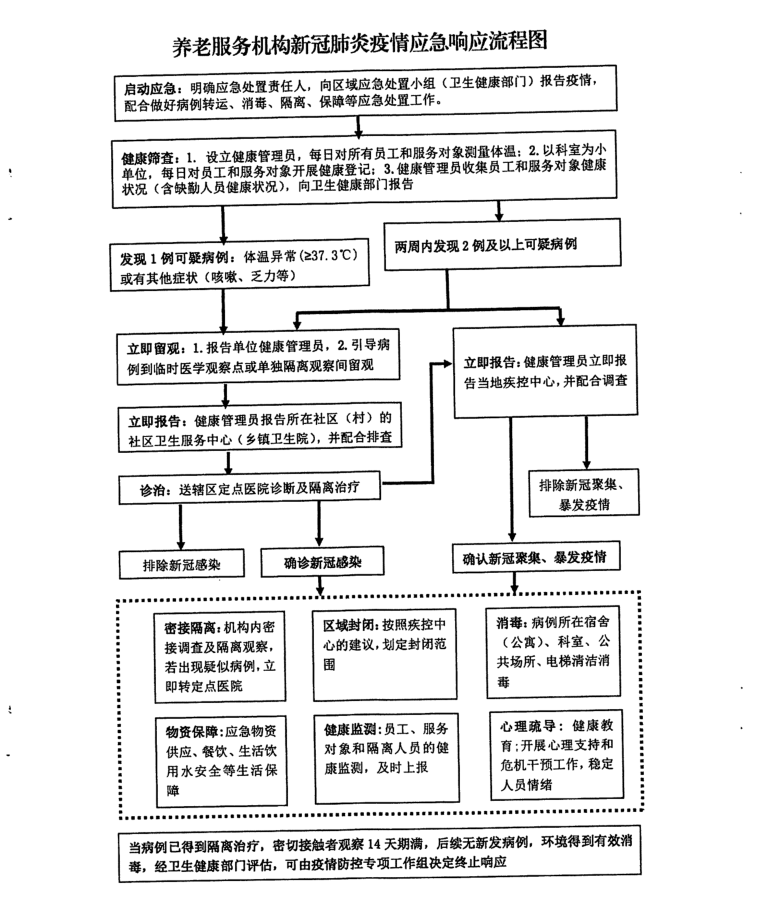 养老服务机构新冠肺炎疫情应急响应流程图
启动应急：明确应急处置责任人，向区域应急处置小组（卫生健康部门）报告疫情，
配合做好病例转运、消毒、隔离、保障等应急处置工作。
健康筛查：1. 设立健康管理员，每日对所有员工和服务对象测量体温；2.以科室为小
单位，每日对员工和服务对象开展健康登记；3.健康管理员收集员工和服务对象健康
状况（含缺勤人员健康状况），向卫生健康部门报告
发现1例可疑病例：体温异常(≥37.3℃)
或有其他症状（咳嗽、乏力等）
两周内发现2例及以上可疑病例
立即留观：1.报告单位健康管理员，2.引导病
例到临时医学观察点或单独隔离观察间留观
立即报告：健康管理员立即报
告当地疾控中心，并配合调查
立即报告：健康管理员报告所在社区（村）的
社区卫生服务中心（乡镇卫生院），并配合排查
诊治：送辖区定点医院诊断及隔离治疗
排除新冠聚集、
暴发疫情
排除新冠感染
确诊新冠感染
确认新冠聚集、暴发疫情
密接隔离：机构内密
接调查及隔离观察，
若出现疑似病例，立
即转定点医院
区域封闭：按照疾控中
心的建议，划定封闭范
围
消毒：病例所在宿舍
（公寓）、科室、公
共场所、电梯清洁消
毒
物资保障：应急物资
供应、餐饮、生活饮
用水安全等生活保
障
健康监测：员工、服务
对象和隔离人员的健
康监测，及时上报
心理疏导：健康教
育；开展心理支持和
危机干预工作，稳定
人员情绪
当病例已得到隔离治疗，密切接触者观察14天期满，后续无新发病例，环境得到有效消
毒，经卫生健康部门评估，可由疫情防控专项工作组决定终止响应